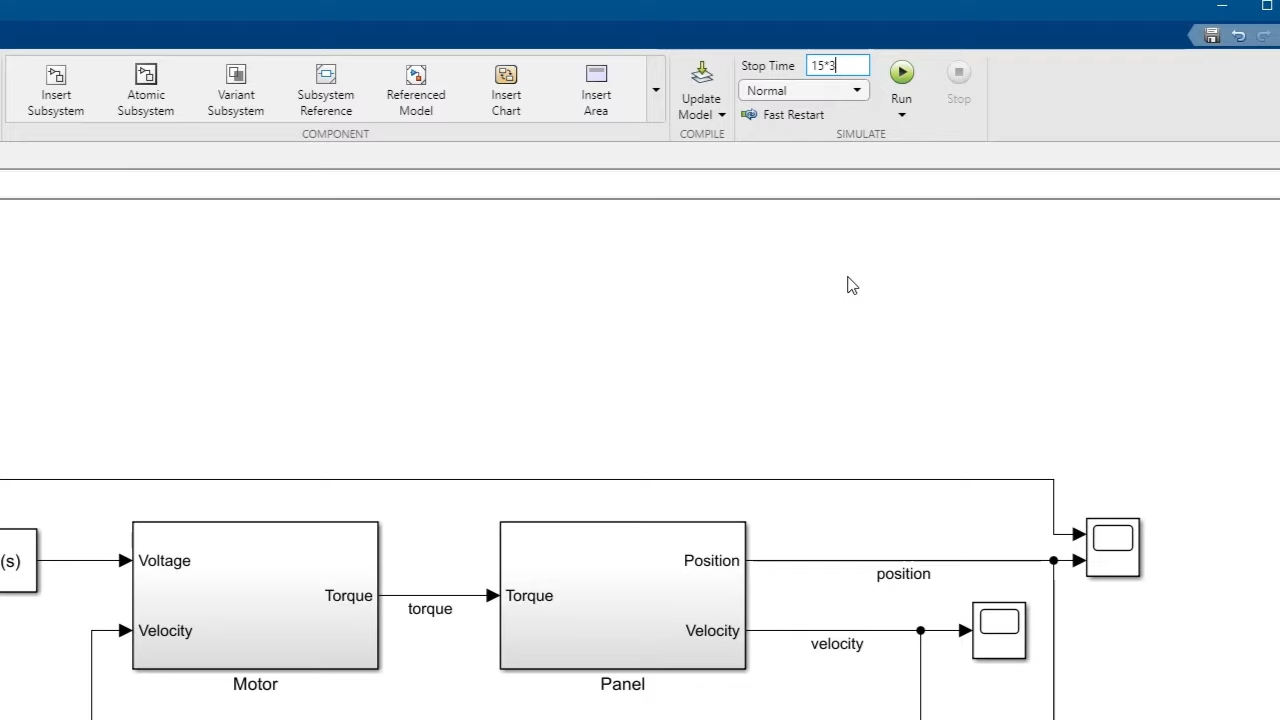 Insert
Subsystem
Atomic
Subsystem
Variant
Subsystem
Subsystem
Reference
Referenced
Model
Insert
Chart
Insert
Area
COMPONENT
Update
Model
COMPILE
Stop Time 15*3
Normal
Fast Restart
Run
Stop
SIMULATE
(s)
Voltage
Torque
Velocity
Motor
torque
Torque
Position
Velocity
Panel
position
velocity